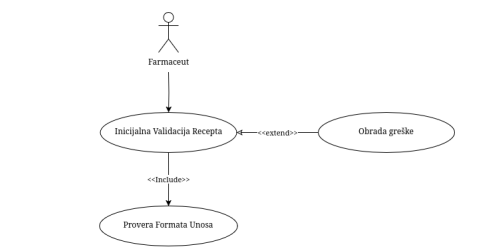 Farmaceut
Inicijalna Validacija Recepta
<<extend>>
Obrada greške
<<Include>>
Provera Formata Unosa